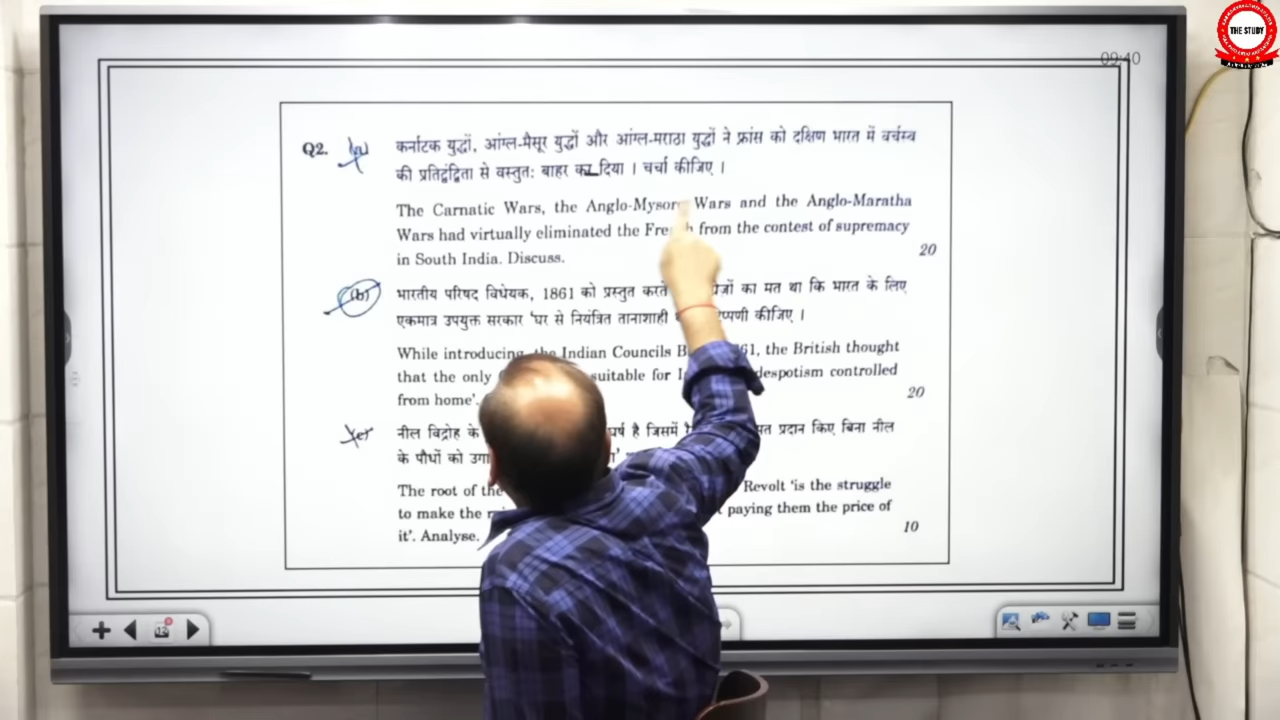 THE STUDY
09:40
Q2. (a) कर्नाटक युद्धों, आंग्ल-मैसूर युद्धों और आंग्ल-मराठा युद्धों ने फ्रांस को दक्षिण भारत में वर्चस्व
की प्रतिद्वंद्विता से वस्तुतः बाहर कर दिया । चर्चा कीजिए ।
The Carnatic Wars, the Anglo-Mysore Wars and the Anglo-Maratha
Wars had virtually eliminated the from the contest of supremacy
in South India. Discuss. 20
(b) भारतीय परिषद विधेयक, 1861 को प्रस्तुत करते का मत था कि भारत के लिए
एकमात्र उपयुक्त सरकार 'घर से नियंत्रित तानाशाही कीजिए ।
While introducing the Indian Councils 1861, the British thought
that the only suitable for despotism controlled
from home'. 20
(c) नील विद्रोह के है जिसमें प्रदान किए बिना नील
के पौधों को
The root of the Revolt 'is the struggle
to make the paying them the price of
it'. Analyse. 10